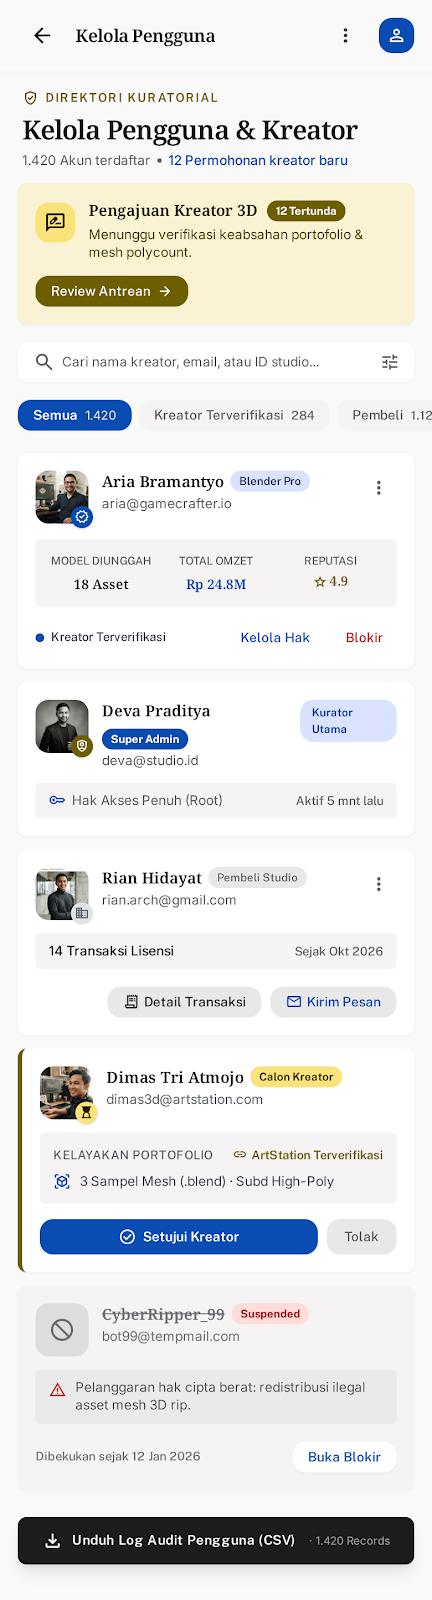 Kelola Pengguna
DIREKTORI KURATORIAL
Kelola Pengguna & Kreator
1.420 Akun terdaftar • 12 Permohonan kreator baru
Pengajuan Kreator 3D 12 Tertunda
Menunggu verifikasi keabsahan portofolio &
mesh polycount.
Review Antrean →
Cari nama kreator, email, atau ID studio...
Semua 1.420 Kreator Terverifikasi 284 Pembeli 1.12
Aria Bramantyo Blender Pro
aria@gamecrafter.io
MODEL DIUNGGAH TOTAL OMZET REPUTASI
18 Asset Rp 24.8M ☆ 4.9
Kreator Terverifikasi Kelola Hak Blokir
Deva Praditya Kurator
Utama
Super Admin
deva@studio.id
Hak Akses Penuh (Root) Aktif 5 mnt lalu
Rian Hidayat Pembeli Studio
rian.arch@gmail.com
14 Transaksi Lisensi Sejak Okt 2026
Detail Transaksi Kirim Pesan
Dimas Tri Atmojo Calon Kreator
dimas3d@artstation.com
KELAYAKAN PORTOFOLIO ArtStation Terverifikasi
3 Sampel Mesh (.blend) · Subd High-Poly
Setujui Kreator Tolak
CyberRipper_99 Suspended
bot99@tempmail.com
Pelanggaran hak cipta berat: redistribusi ilegal
asset mesh 3D rip.
Dibekukan sejak 12 Jan 2026 Buka Blokir
Unduh Log Audit Pengguna (CSV) · 1.420 Records